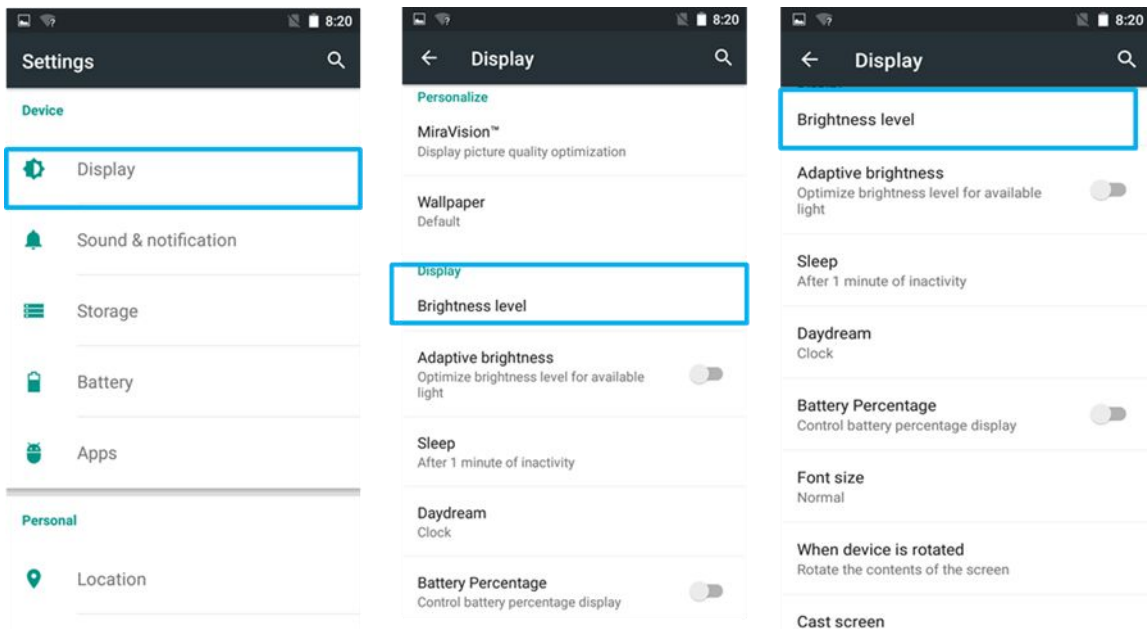 8:20
Settings
Device
Display
Sound & notification
Storage
Battery
Apps
Personal
Location
8:20
Display
Personalize
MiraVision™
Display picture quality optimization
Wallpaper
Default
Display
Brightness level
Adaptive brightness
Optimize brightness level for available
light
Sleep
After 1 minute of inactivity
Daydream
Clock
Battery Percentage
Control battery percentage display
8:20
Display
Brightness level
Adaptive brightness
Optimize brightness level for available
light
Sleep
After 1 minute of inactivity
Daydream
Clock
Battery Percentage
Control battery percentage display
Font size
Normal
When device is rotated
Rotate the contents of the screen
Cast screen